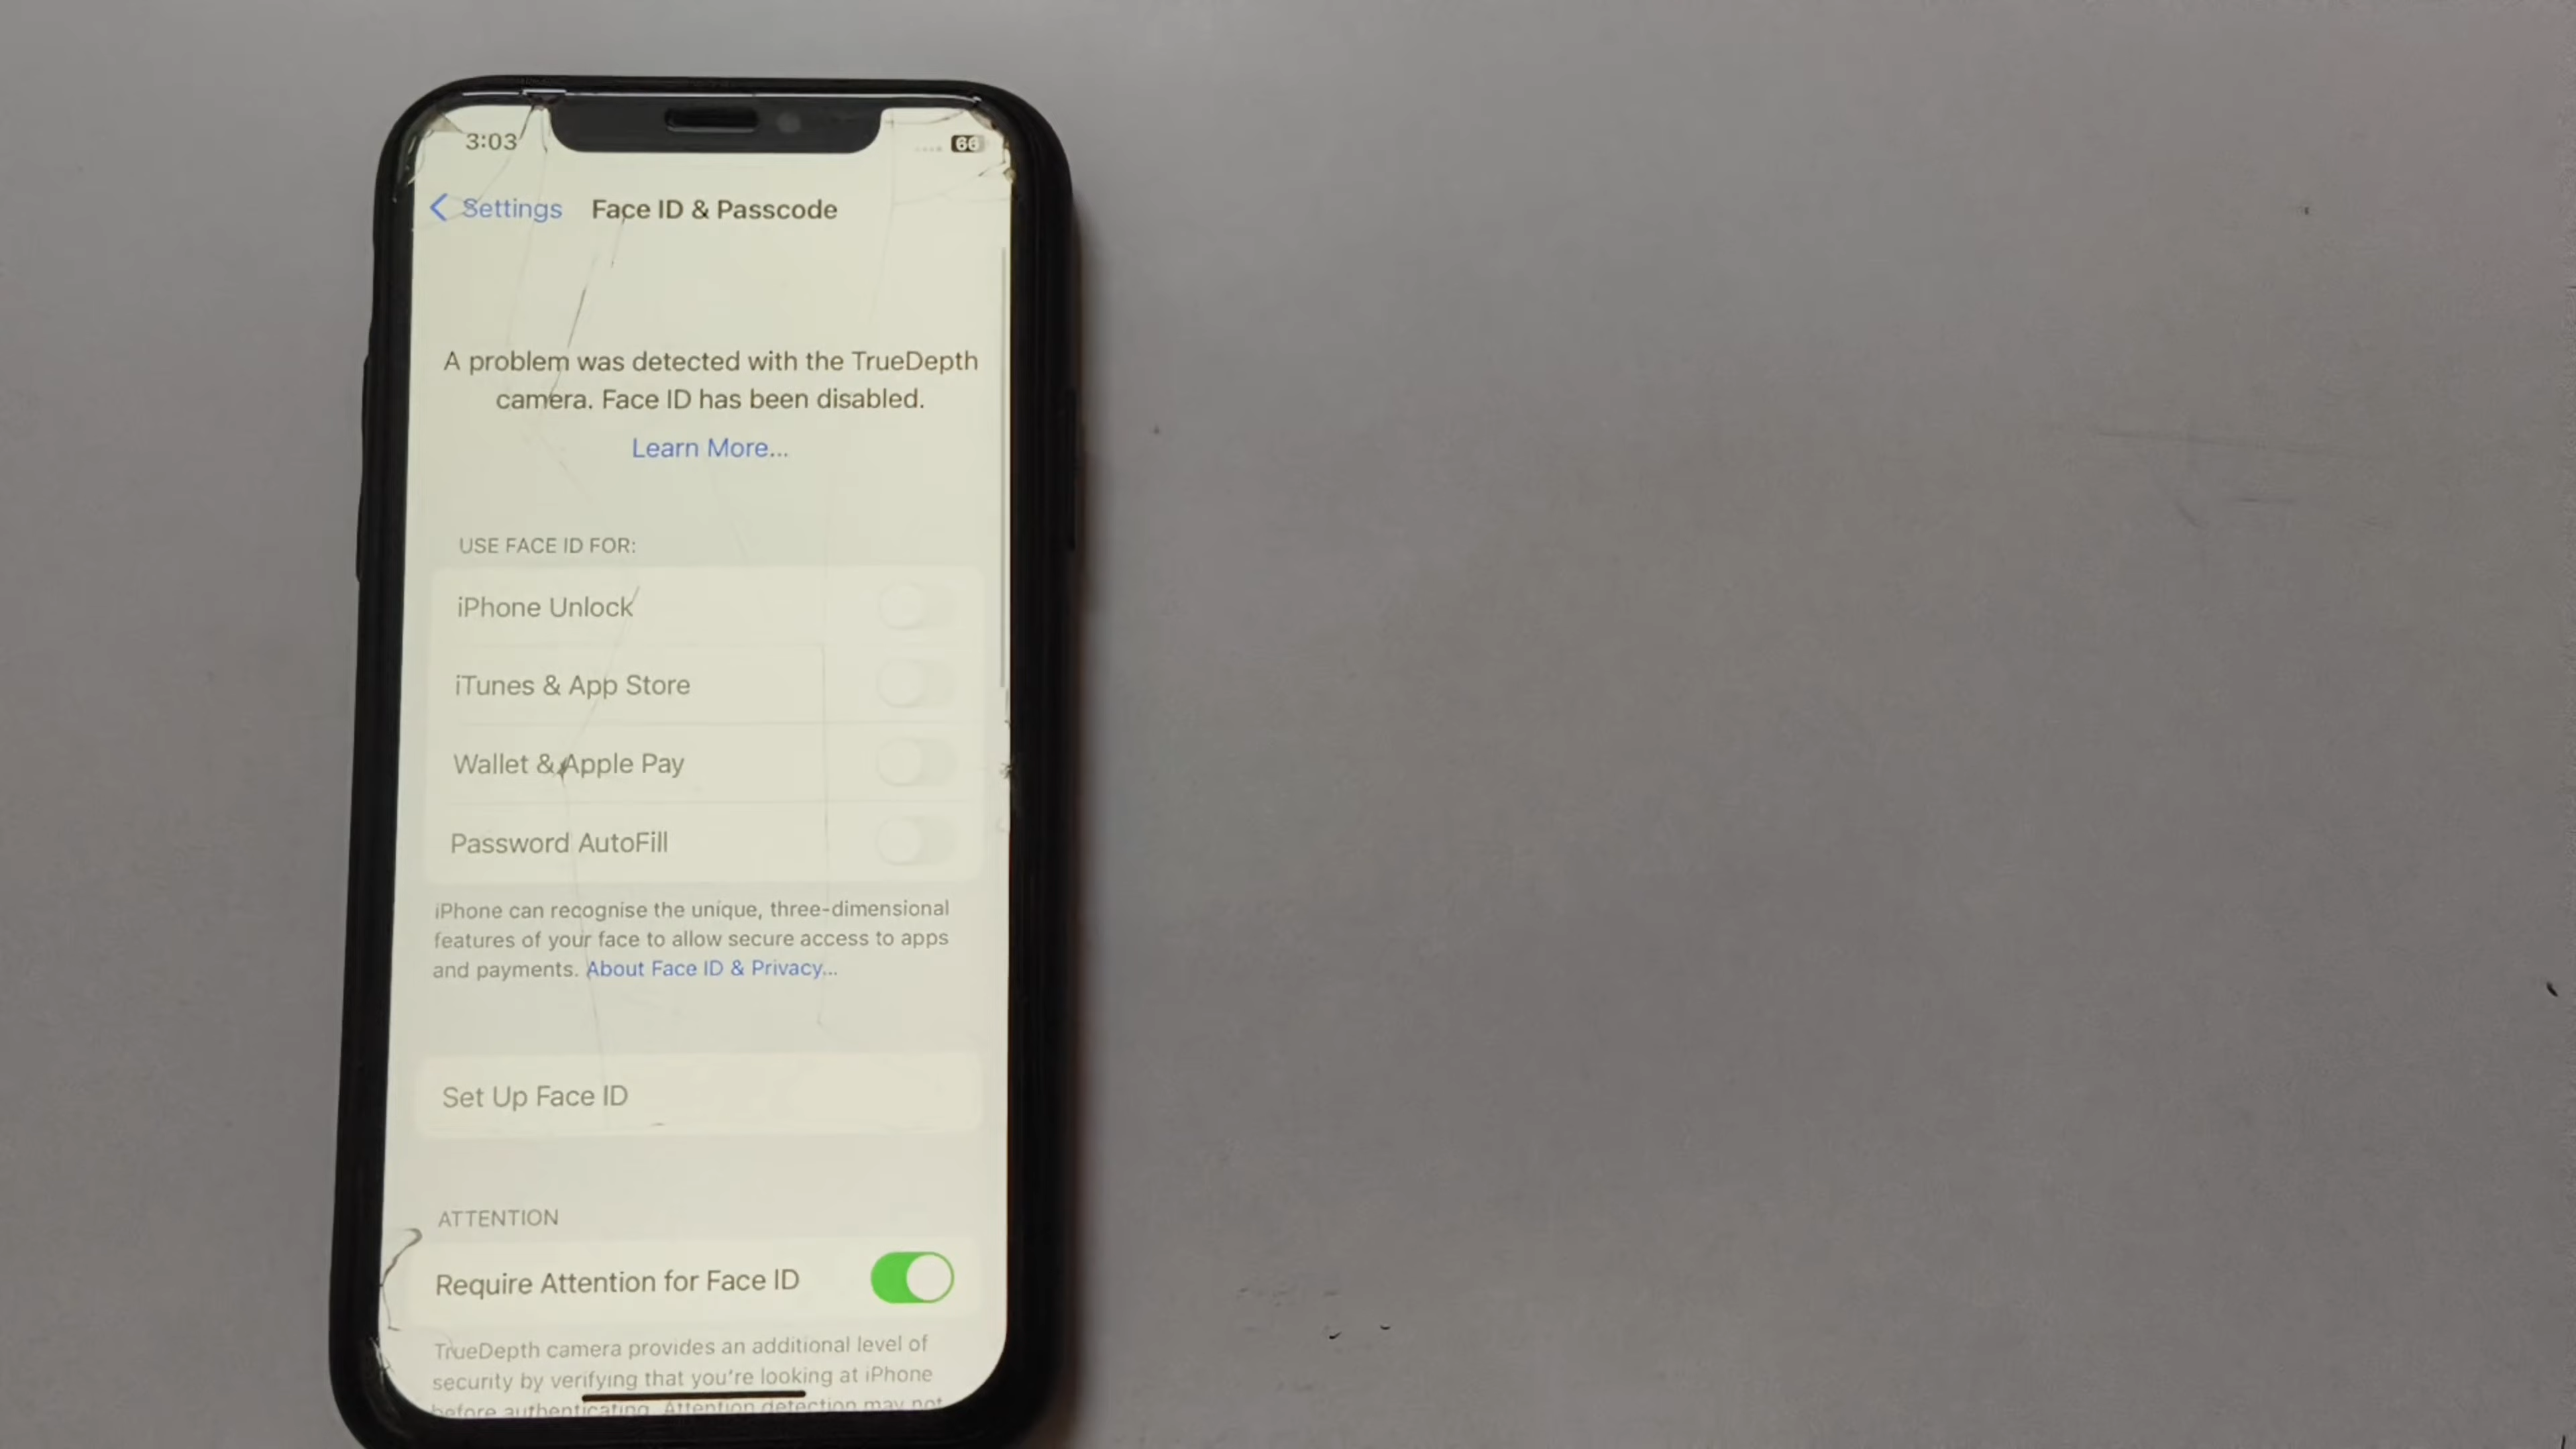 3:03
66
Settings
Face ID & Passcode
A problem was detected with the TrueDepth
camera. Face ID has been disabled.
Learn More...
USE FACE ID FOR:
iPhone Unlock
iTunes & App Store
Wallet & Apple Pay
Password AutoFill
iPhone can recognise the unique, three-dimensional
features of your face to allow secure access to apps
and payments. About Face ID & Privacy...
Set Up Face ID
ATTENTION
Require Attention for Face ID
TrueDepth camera provides an additional level of
security by verifying that you're looking at iPhone
before authenticating. Attention detection may not